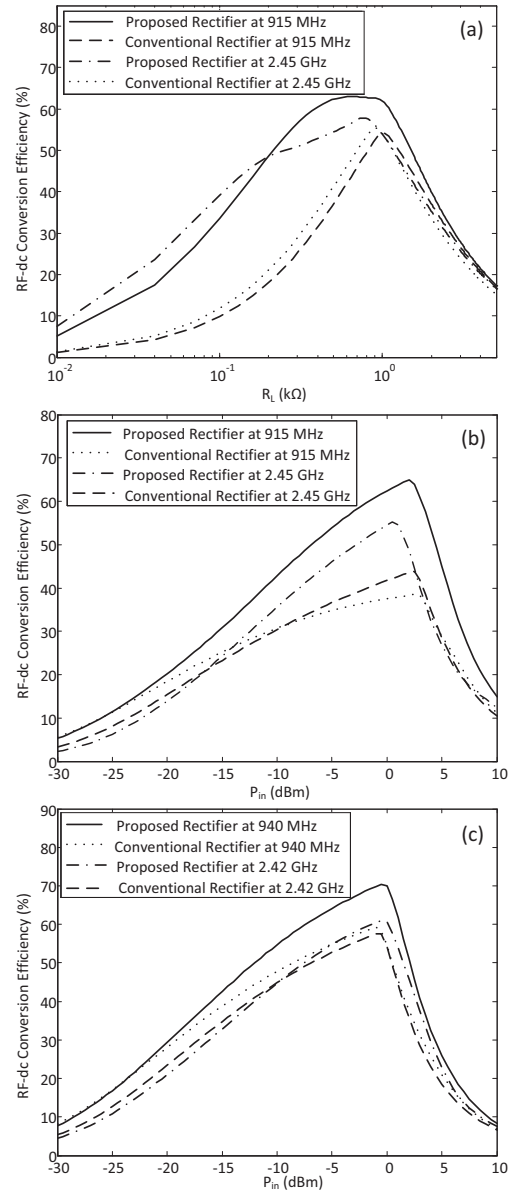 (a)
Proposed Rectifier at 915 MHz
Conventional Rectifier at 915 MHz
Proposed Rectifier at 2.45 GHz
Conventional Rectifier at 2.45 GHz
RF-dc Conversion Efficiency (%)
85
80
70
60
50
40
30
20
10
0
10-2 10-1 100
RL (kΩ)
(b)
Proposed Rectifier at 915 MHz
Conventional Rectifier at 915 MHz
Proposed Rectifier at 2.45 GHz
Conventional Rectifier at 2.45 GHz
RF-dc Conversion Efficiency (%)
80
70
60
50
40
30
20
10
0
-30 -25 -20 -15 -10 -5 0 5 10
Pin (dBm)
(c)
Proposed Rectifier at 940 MHz
Conventional Rectifier at 940 MHz
Proposed Rectifier at 2.42 GHz
Conventional Rectifier at 2.42 GHz
RF-dc Conversion Efficiency (%)
90
80
70
60
50
40
30
20
10
0
-30 -25 -20 -15 -10 -5 0 5 10
Pin (dBm)